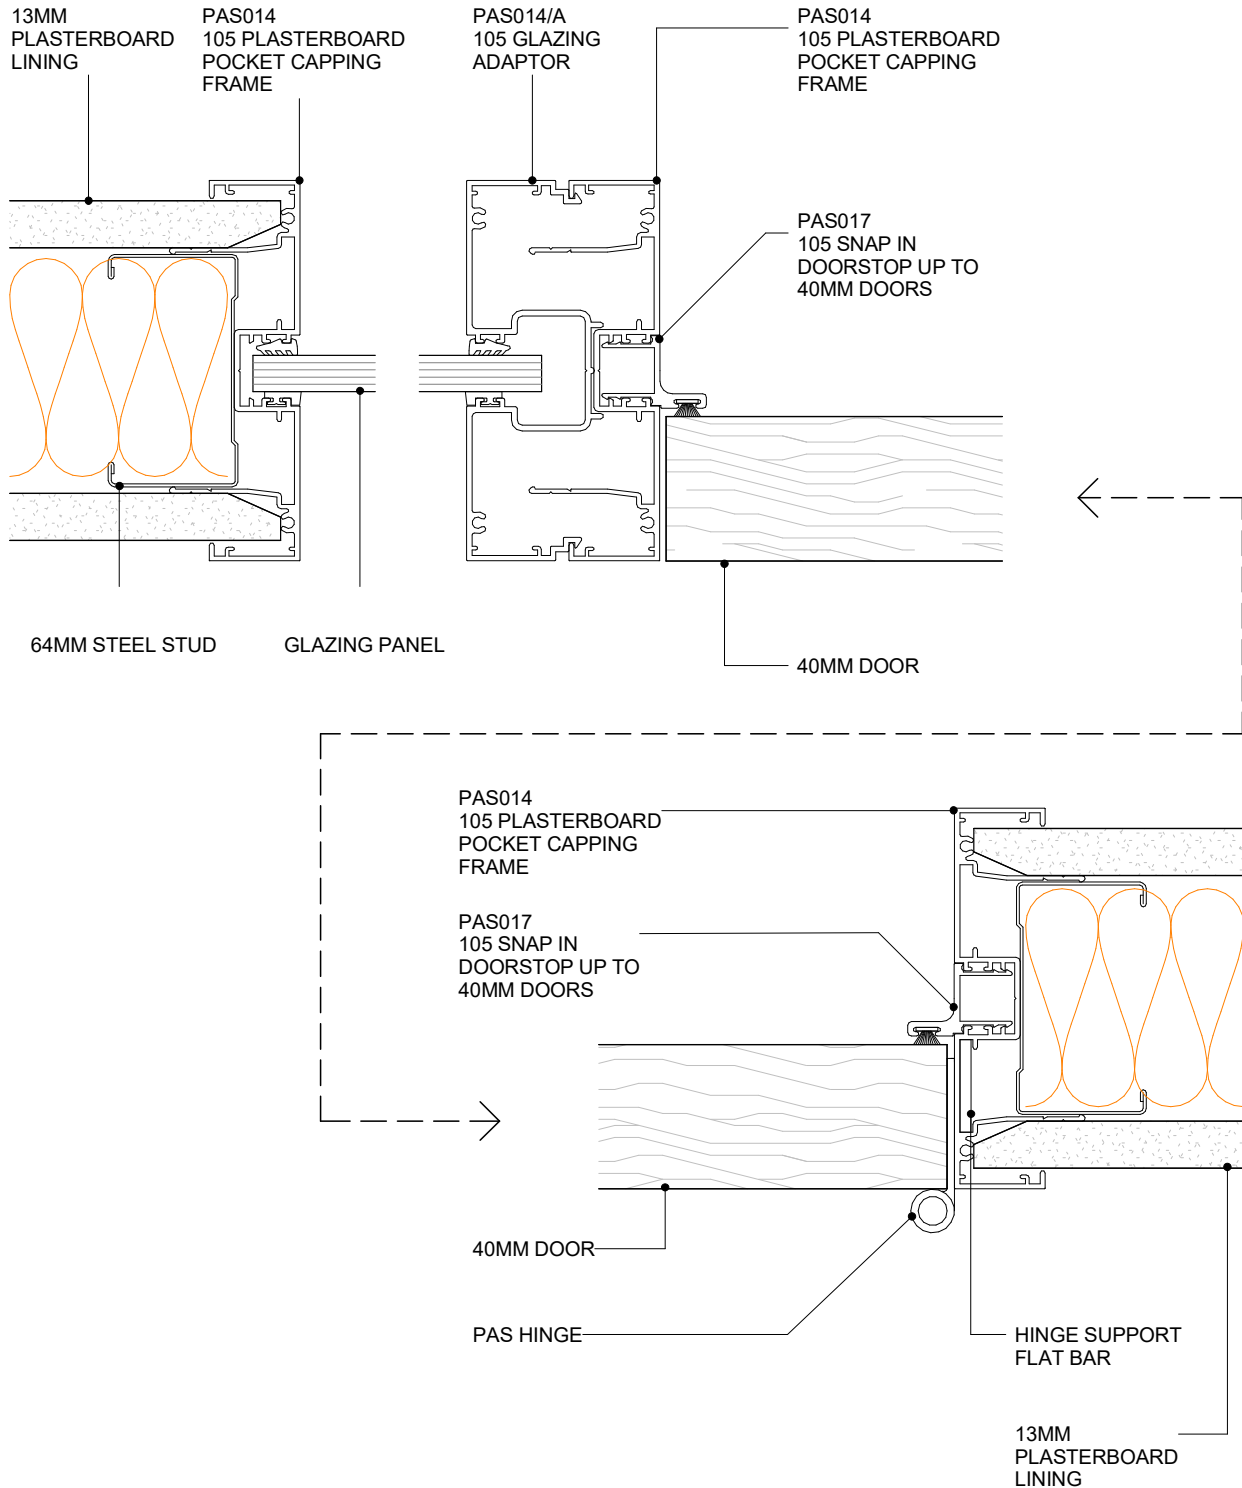 13MM
PLASTERBOARD
LINING
PAS014
105 PLASTERBOARD
POCKET CAPPING
FRAME
PAS014/A
105 GLAZING
ADAPTOR
PAS014
105 PLASTERBOARD
POCKET CAPPING
FRAME
PAS017
105 SNAP IN
DOORSTOP UP TO
40MM DOORS
64MM STEEL STUD
GLAZING PANEL
40MM DOOR
PAS014
105 PLASTERBOARD
POCKET CAPPING
FRAME
PAS017
105 SNAP IN
DOORSTOP UP TO
40MM DOORS
40MM DOOR
PAS HINGE
HINGE SUPPORT
FLAT BAR
13MM
PLASTERBOARD
LINING